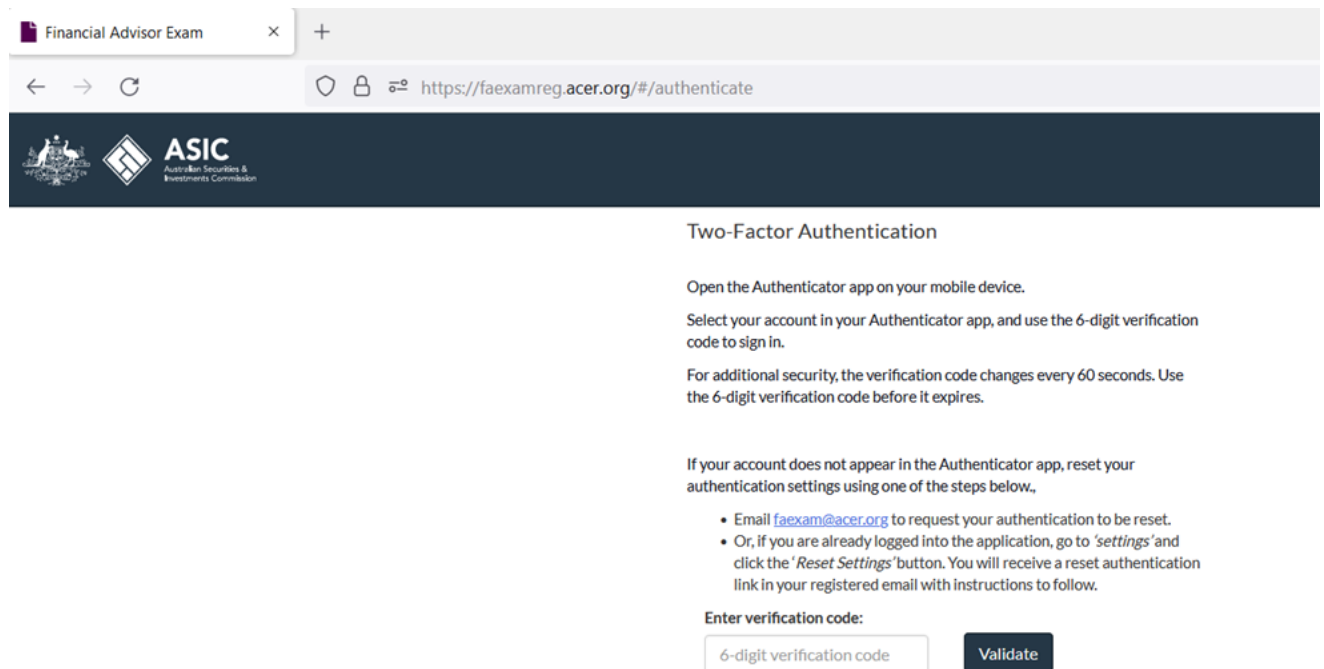 Financial Advisor Exam
https://faexamreg.acer.org/#/authenticate
ASIC
Australian Securities &
Investments Commission
Two-Factor Authentication
Open the Authenticator app on your mobile device.
Select your account in your Authenticator app, and use the 6-digit verification
code to sign in.
For additional security, the verification code changes every 60 seconds. Use
the 6-digit verification code before it expires.
If your account does not appear in the Authenticator app, reset your
authentication settings using one of the steps below.,
• Email faexam@acer.org to request your authentication to be reset.
• Or, if you are already logged into the application, go to 'settings' and
click the 'Reset Settings' button. You will receive a reset authentication
link in your registered email with instructions to follow.
Enter verification code:
6-digit verification code
Validate